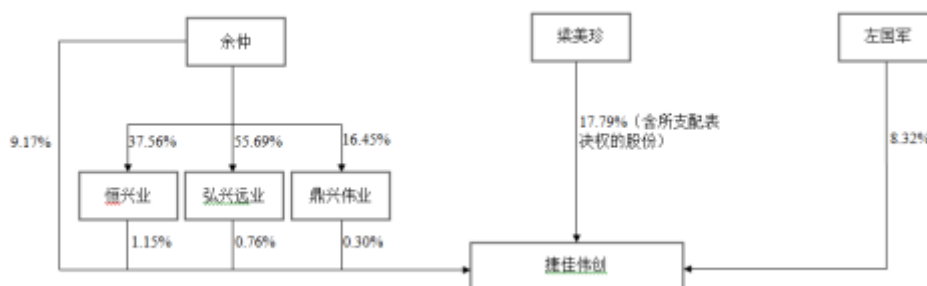 余仲
梁美珍
左国军
9.17%
37.56%
55.69%
16.45%
17.79%（含所支配表
决权的股份）
8.32%
恒兴业
弘兴远业
鼎兴伟业
1.15%
0.76%
0.30%
捷佳伟创